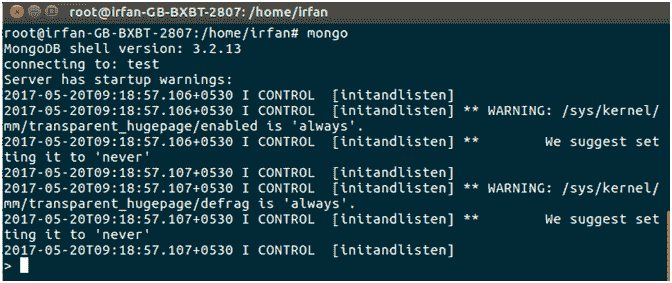 root@irfan-GB-BXBT-2807: /home/irfan
root@irfan-GB-BXBT-2807:/home/irfan# mongo
MongoDB shell version: 3.2.13
connecting to: test
Server has startup warnings:
2017-05-20T09:18:57.106+0530 I CONTROL  [initandlisten]
2017-05-20T09:18:57.106+0530 I CONTROL  [initandlisten] ** WARNING: /sys/kernel/
mm/transparent_hugepage/enabled is 'always'.
2017-05-20T09:18:57.106+0530 I CONTROL  [initandlisten] **        We suggest set
ting it to 'never'
2017-05-20T09:18:57.107+0530 I CONTROL  [initandlisten]
2017-05-20T09:18:57.107+0530 I CONTROL  [initandlisten] ** WARNING: /sys/kernel/
mm/transparent_hugepage/defrag is 'always'.
2017-05-20T09:18:57.107+0530 I CONTROL  [initandlisten] **        We suggest set
ting it to 'never'
2017-05-20T09:18:57.107+0530 I CONTROL  [initandlisten]
>